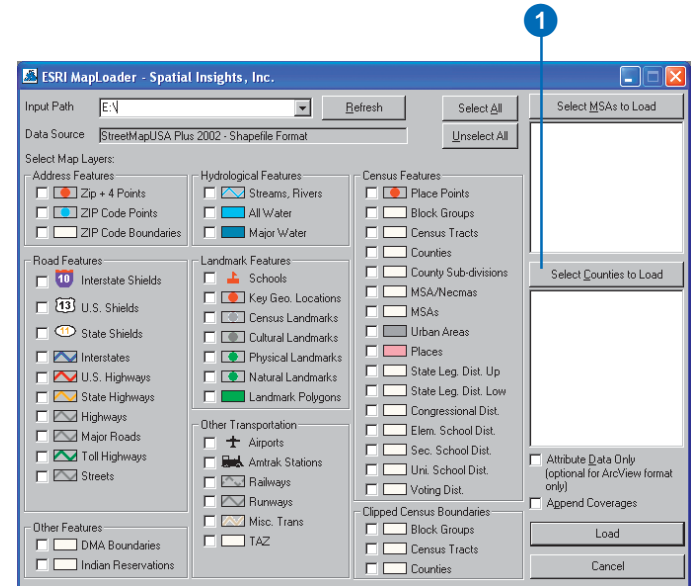 1
ESRI MapLoader - Spatial Insights, Inc.
Input Path E:\ Refresh Select All Select MSAs to Load
Data Source StreetMapUSA Plus 2002 - Shapefile Format Unselect All
Select Map Layers:
Address Features
Zip + 4 Points
ZIP Code Points
ZIP Code Boundaries
Road Features
10 Interstate Shields
13 U.S. Shields
11 State Shields
Interstates
U.S. Highways
State Highways
Highways
Major Roads
Toll Highways
Streets
Other Features
DMA Boundaries
Indian Reservations
Hydrological Features
Streams, Rivers
All Water
Major Water
Landmark Features
Schools
Key Geo. Locations
Census Landmarks
Cultural Landmarks
Physical Landmarks
Natural Landmarks
Landmark Polygons
Other Transportation
Airports
Amtrak Stations
Railways
Runways
Misc. Trans
TAZ
Census Features
Place Points
Block Groups
Census Tracts
Counties
County Sub-divisions
MSA/Necmas
MSAs
Urban Areas
Places
State Leg. Dist. Up
State Leg. Dist. Low
Congressional Dist.
Elem. School Dist.
Sec. School Dist.
Uni. School Dist.
Voting Dist.
Clipped Census Boundaries
Block Groups
Census Tracts
Counties
Select Counties to Load
Attribute Data Only
(optional for ArcView format
only)
Append Coverages
Load
Cancel